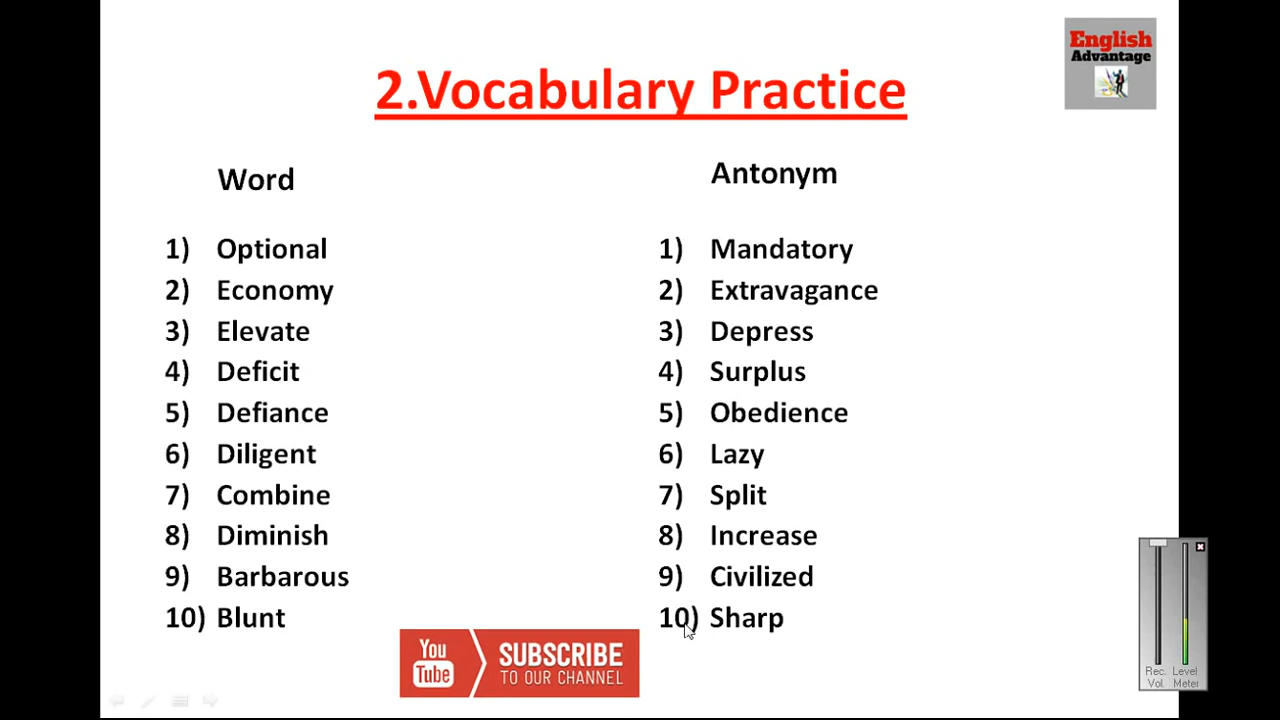 English
Advantage
2.Vocabulary Practice
Word
1) Optional
2) Economy
3) Elevate
4) Deficit
5) Defiance
6) Diligent
7) Combine
8) Diminish
9) Barbarous
10) Blunt
Antonym
1) Mandatory
2) Extravagance
3) Depress
4) Surplus
5) Obedience
6) Lazy
7) Split
8) Increase
9) Civilized
10) Sharp
You
Tube
SUBSCRIBE
TO OUR CHANNEL
Rec. Level
Vol. Meter